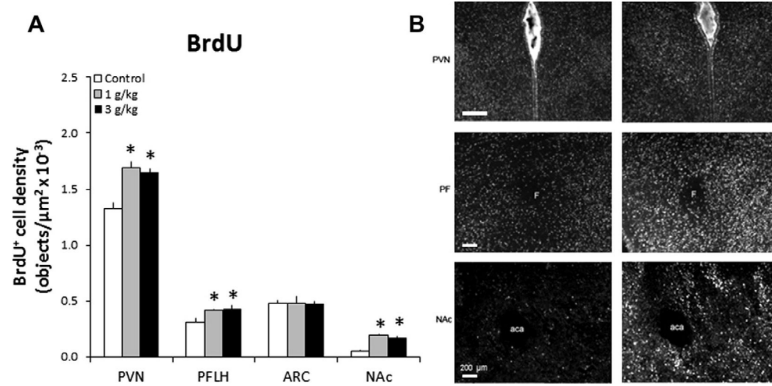 A
BrdU
BrdU⁺ cell density
(objects/μm² x 10⁻³)
2.5
2.0
1.5
1.0
0.5
0.0
Control
1 g/kg
3 g/kg
* *
* *
* *
PVN PFLH ARC NAc
B
PVN
PF
F F
NAc
aca aca
200 μm